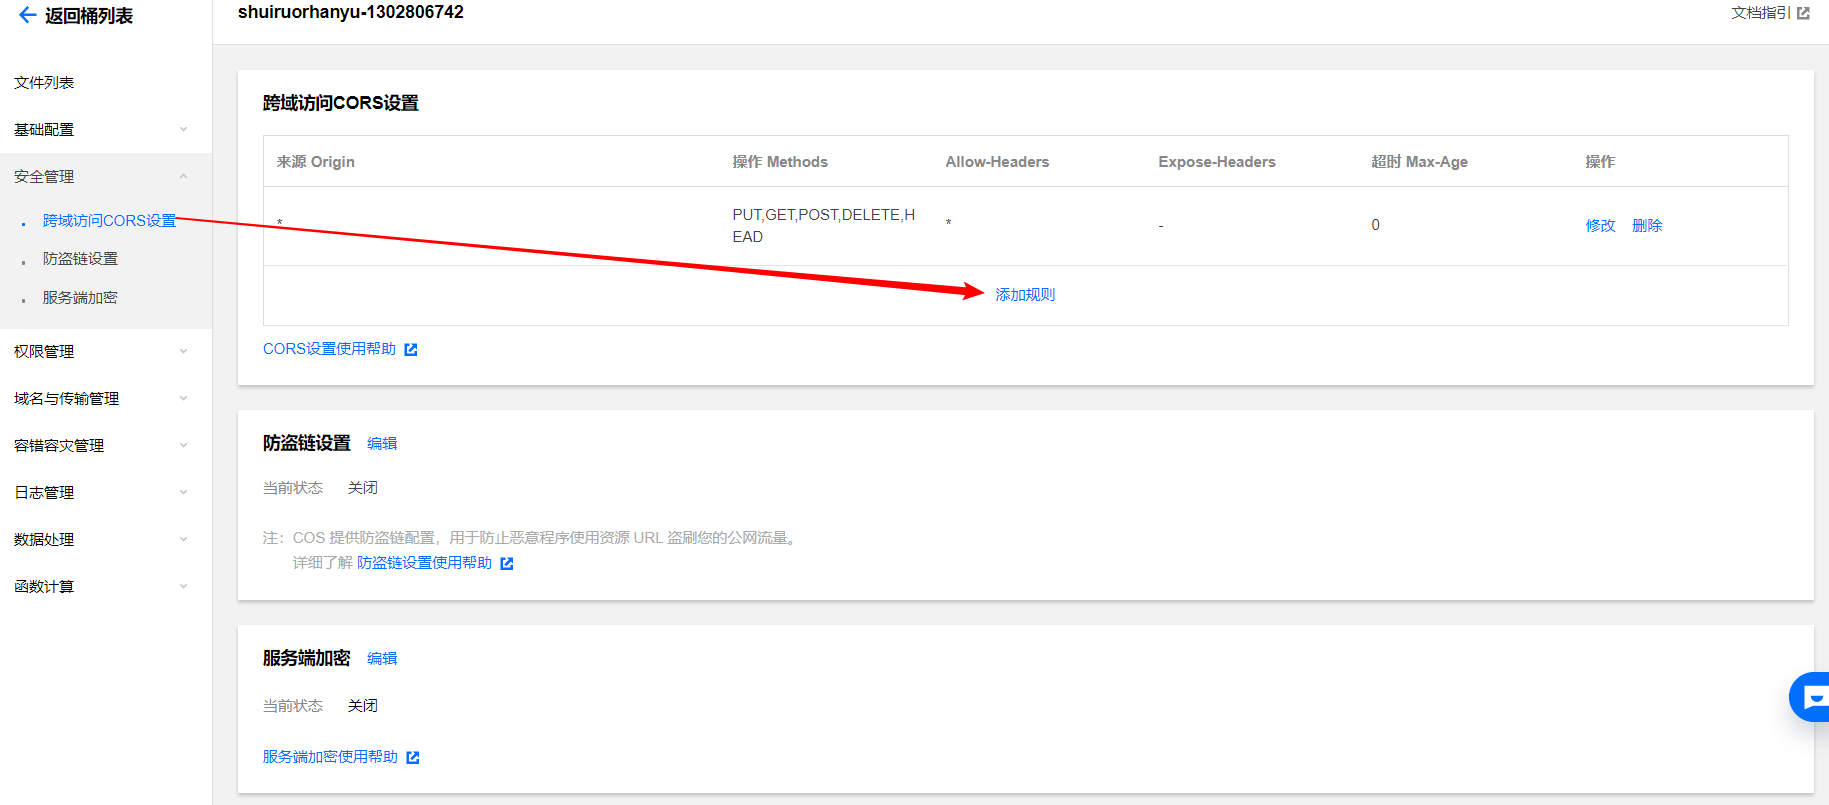 返回桶列表
shuiruorhanyu-1302806742
文档指引
文件列表
基础配置
安全管理
跨域访问CORS设置
防盗链设置
服务端加密
权限管理
域名与传输管理
容错容灾管理
日志管理
数据处理
函数计算
跨域访问CORS设置
来源 Origin 操作 Methods Allow-Headers Expose-Headers 超时 Max-Age 操作
* PUT,GET,POST,DELETE,H * - 0 修改 删除
EAD
添加规则
CORS设置使用帮助
防盗链设置 编辑
当前状态 关闭
注：COS 提供防盗链配置，用于防止恶意程序使用资源 URL 盗刷您的公网流量。
详细了解 防盗链设置使用帮助
服务端加密 编辑
当前状态 关闭
服务端加密使用帮助